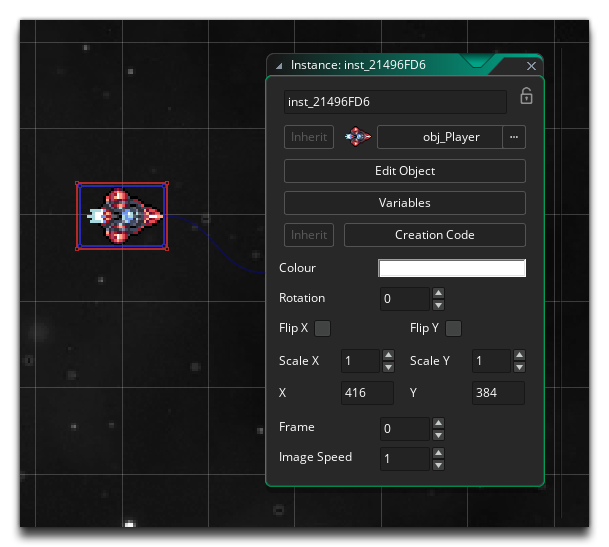 Instance: inst_21496FD6
inst_21496FD6
Inherit obj_Player ...
Edit Object
Variables
Inherit Creation Code
Colour
Rotation 0
Flip X Flip Y
Scale X 1 Scale Y 1
X 416 Y 384
Frame 0
Image Speed 1